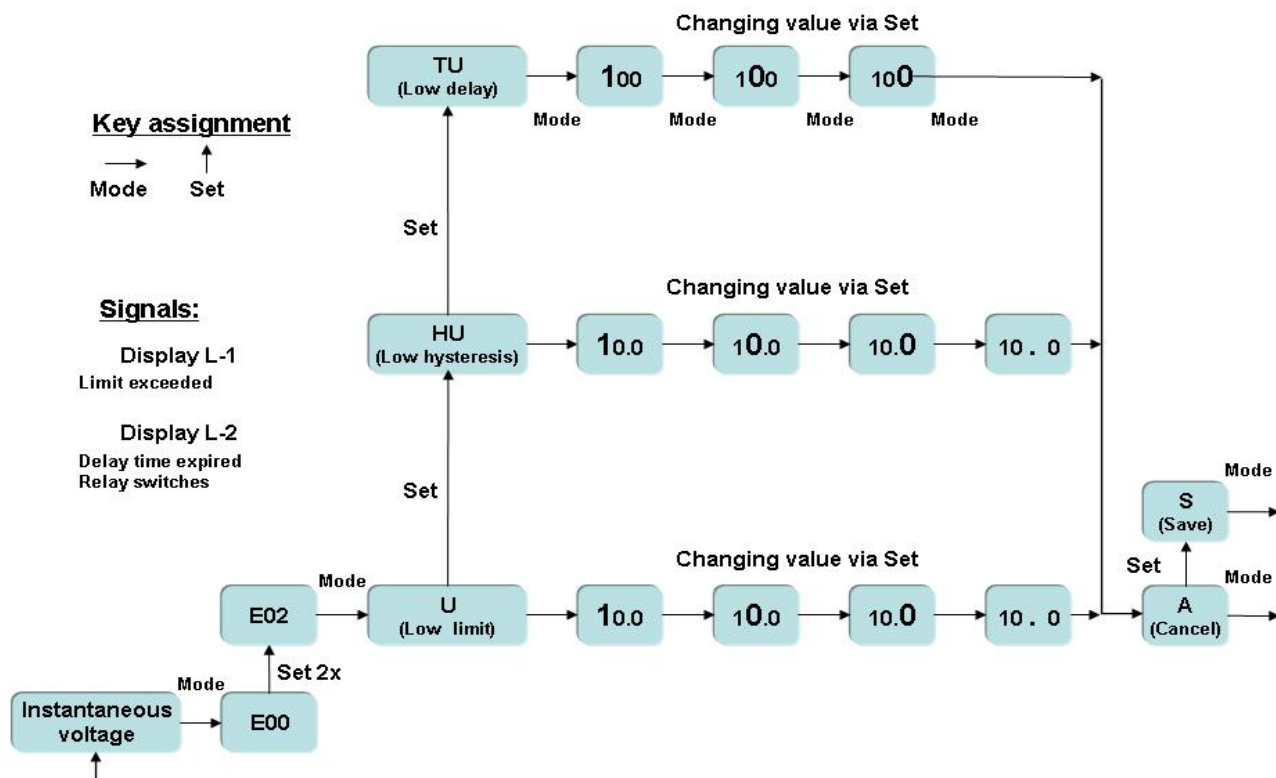 Changing value via Set
TU
(Low delay)
100
100
100
Mode
Mode
Mode
Mode
Key assignment
Mode
Set
Set
Changing value via Set
Signals:
HU
(Low hysteresis)
10.0
10.0
10.0
10. 0
Display L-1
Limit exceeded
Display L-2
Delay time expired
Relay switches
Set
S
(Save)
Mode
Changing value via Set
Set
Mode
Mode
E02
U
(Low limit)
10.0
10.0
10.0
10. 0
A
(Cancel)
Set 2x
Mode
Instantaneous
voltage
E00